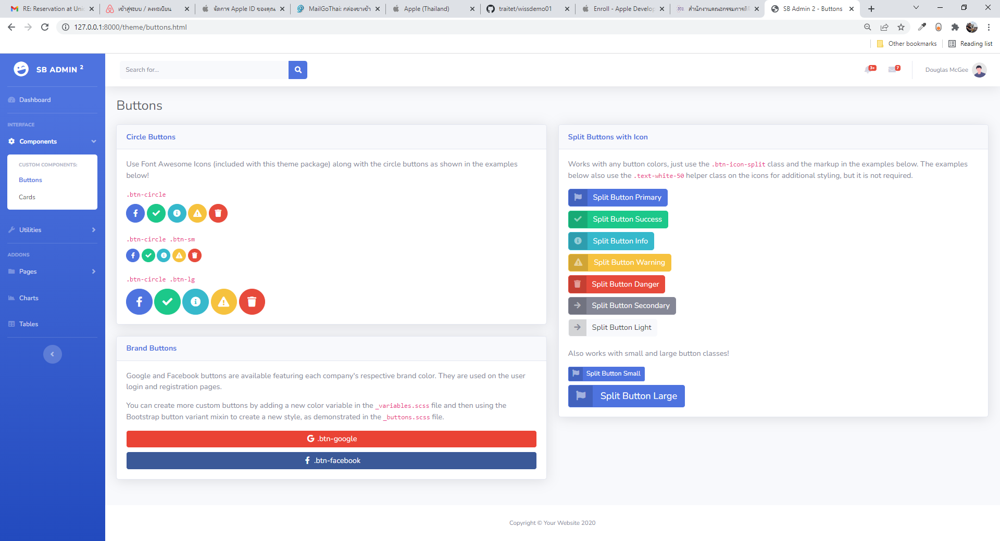 RE: Reservation at Uni
เข้าสู่ระบบ / ลงทะเบียน
จัดการ Apple ID ของคุณ
MailGoThai: กล่องขาเข้า
Apple (Thailand)
traitet/wissdemo01
Enroll - Apple Develop
สำนักงานคณะกรรมการดิจิ
SB Admin 2 - Buttons
127.0.0.1:8000/theme/buttons.html
Other bookmarks
Reading list
SB ADMIN 2
Search for...
3+
7
Douglas McGee
Dashboard
INTERFACE
Components
CUSTOM COMPONENTS:
Buttons
Cards
Utilities
ADDONS
Pages
Charts
Tables
Buttons
Circle Buttons
Use Font Awesome Icons (included with this theme package) along with the circle buttons as shown in the examples
below!
.btn-circle
.btn-circle .btn-sm
.btn-circle .btn-lg
Brand Buttons
Google and Facebook buttons are available featuring each company's respective brand color. They are used on the user
login and registration pages.
You can create more custom buttons by adding a new color variable in the _variables.scss file and then using the
Bootstrap button variant mixin to create a new style, as demonstrated in the _buttons.scss file.
.btn-google
.btn-facebook
Split Buttons with Icon
Works with any button colors, just use the .btn-icon-split class and the markup in the examples below. The examples
below also use the .text-white-50 helper class on the icons for additional styling, but it is not required.
Split Button Primary
Split Button Success
Split Button Info
Split Button Warning
Split Button Danger
Split Button Secondary
Split Button Light
Also works with small and large button classes!
Split Button Small
Split Button Large
Copyright © Your Website 2020